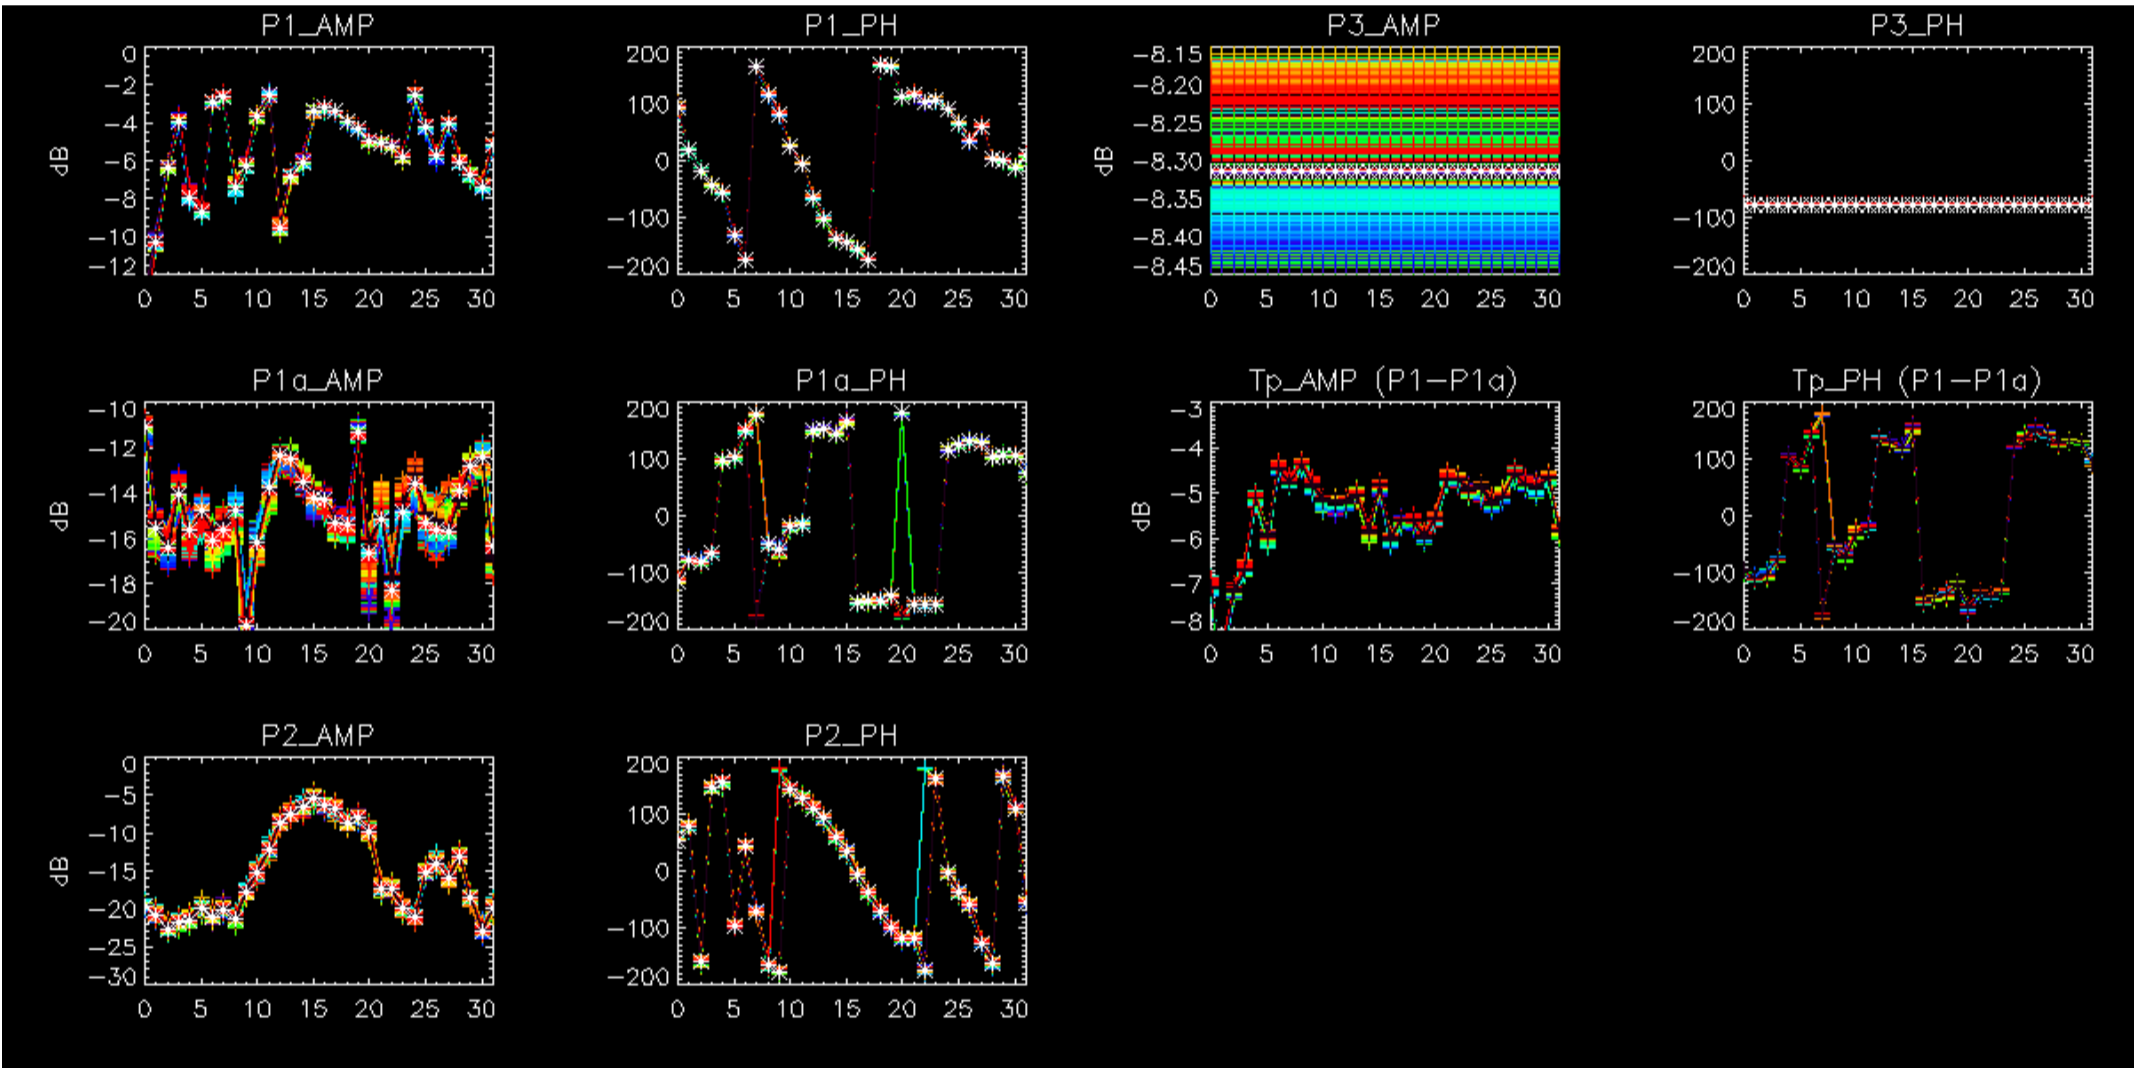 P1_AMP
0
-2
-4
-6
-8
-10
-12
dB
0 5 10 15 20 25 30
P1_PH
200
100
0
-100
-200
0 5 10 15 20 25 30
P3_AMP
-8.15
-8.20
-8.25
-8.30
-8.35
-8.40
-8.45
dB
0 5 10 15 20 25 30
P3_PH
200
100
0
-100
-200
0 5 10 15 20 25 30
P1a_AMP
-10
-12
-14
-16
-18
-20
dB
0 5 10 15 20 25 30
P1a_PH
200
100
0
-100
-200
0 5 10 15 20 25 30
Tp_AMP (P1-P1a)
-3
-4
-5
-6
-7
-8
dB
0 5 10 15 20 25 30
Tp_PH (P1-P1a)
200
100
0
-100
-200
0 5 10 15 20 25 30
P2_AMP
0
-5
-10
-15
-20
-25
-30
dB
0 5 10 15 20 25 30
P2_PH
200
100
0
-100
-200
0 5 10 15 20 25 30